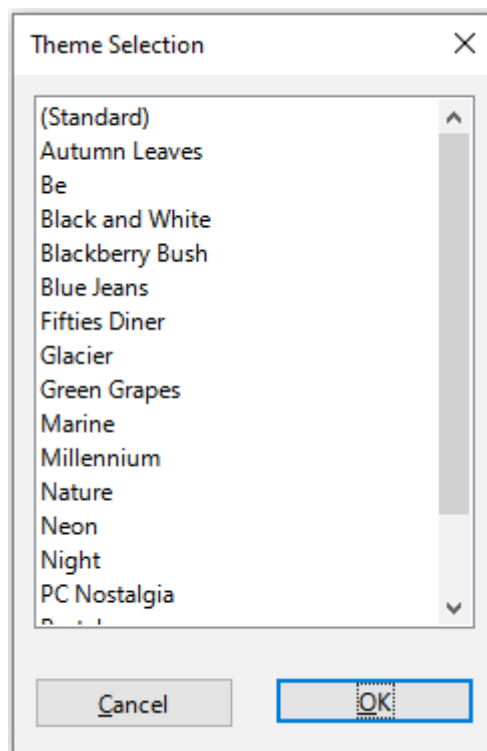 Theme Selection
(Standard)
Autumn Leaves
Be
Black and White
Blackberry Bush
Blue Jeans
Fifties Diner
Glacier
Green Grapes
Marine
Millennium
Nature
Neon
Night
PC Nostalgia
Cancel
OK